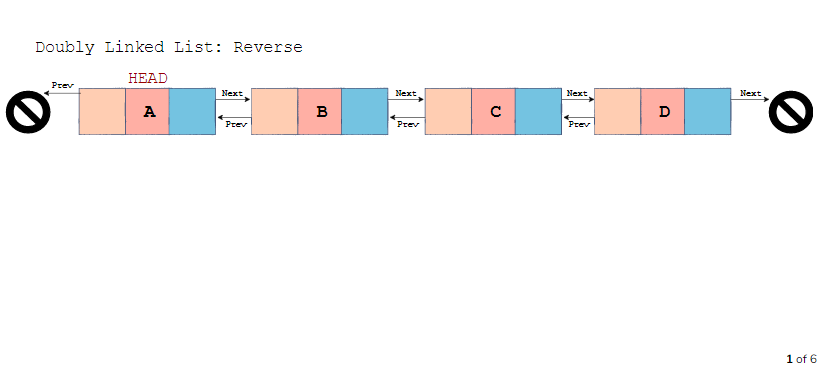 Doubly Linked List: Reverse
HEAD
Prev
A
Next
Prev
B
Next
Prev
C
Next
Prev
D
Next
1 of 6